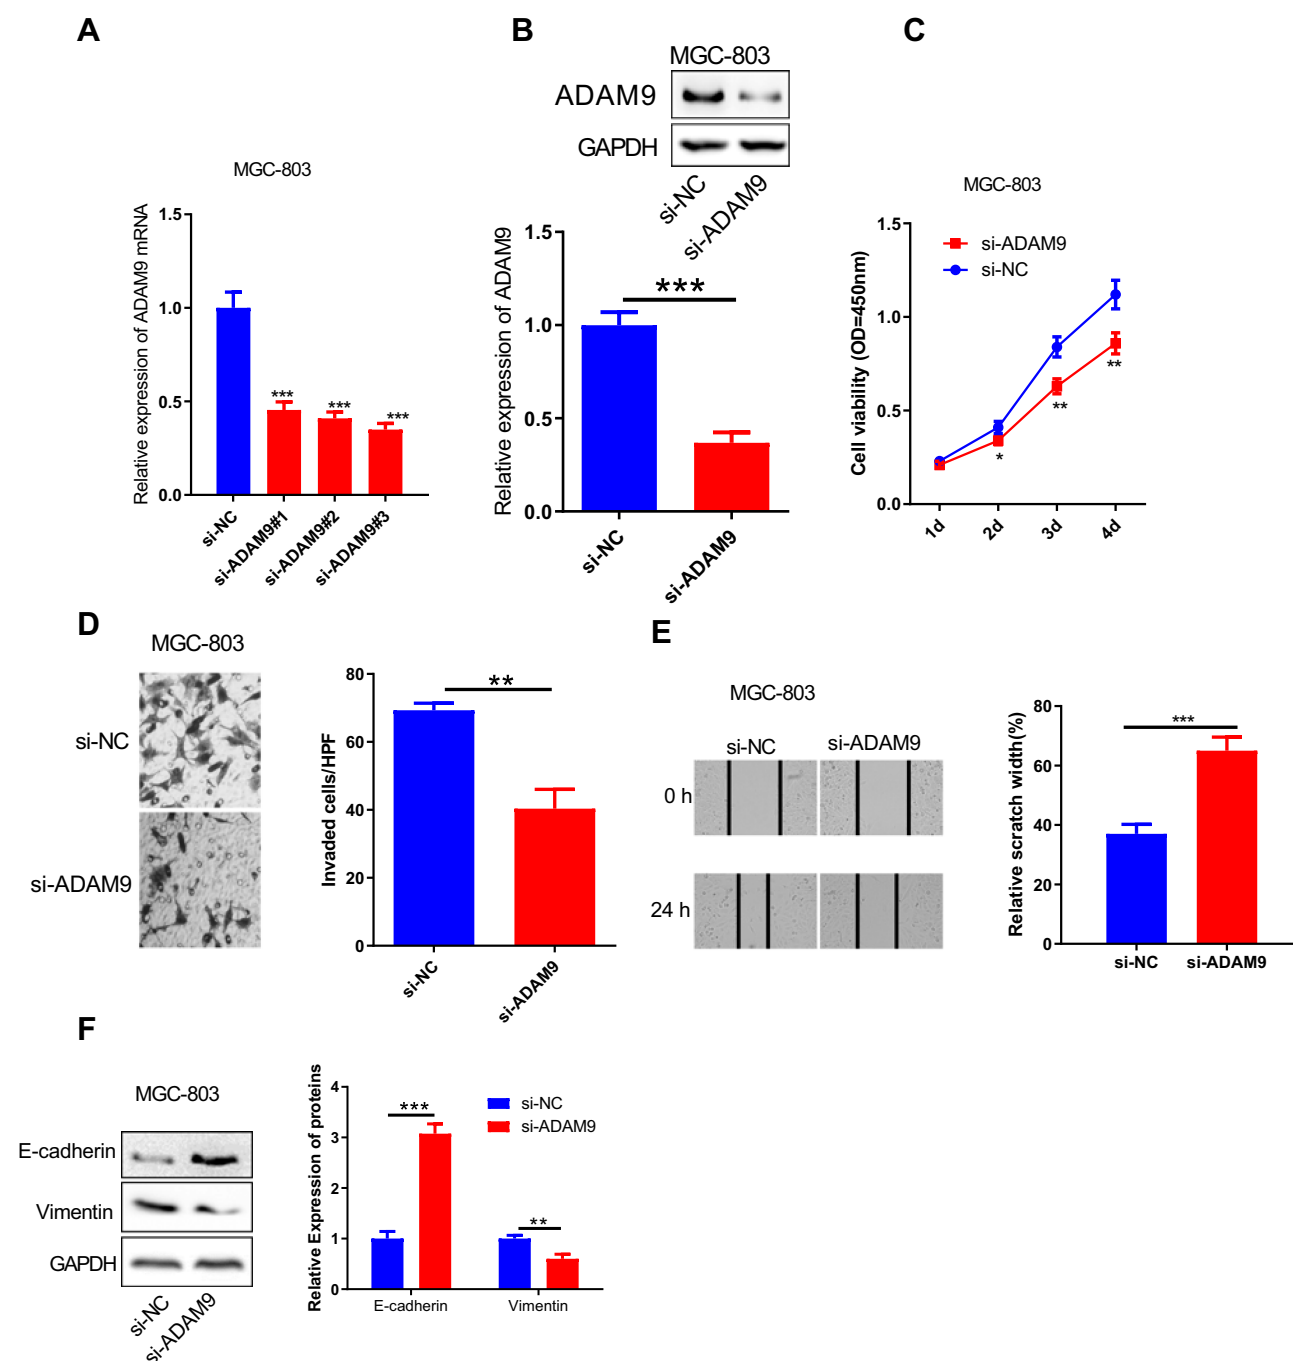 A
MGC-803
Relative expression of ADAM9 mRNA
1.5
1.0
0.5
0.0
***
***
***
si-NC
si-ADAM9#1
si-ADAM9#2
si-ADAM9#3
B
MGC-803
ADAM9
GAPDH
si-NC
si-ADAM9
Relative expression of ADAM9
1.5
1.0
0.5
0.0
***
si-NC
si-ADAM9
C
MGC-803
Cell viability (OD=450nm)
1.5
1.0
0.5
0.0
si-ADAM9
si-NC
*
**
**
1d
2d
3d
4d
D
MGC-803
si-NC
si-ADAM9
Invaded cells/HPF
80
60
40
20
0
**
si-NC
si-ADAM9
E
MGC-803
si-NC
si-ADAM9
0 h
24 h
Relative scratch width(%)
80
60
40
20
0
***
si-NC
si-ADAM9
F
MGC-803
E-cadherin
Vimentin
GAPDH
si-NC
si-ADAM9
Relative Expression of proteins
4
3
2
1
0
***
**
si-NC
si-ADAM9
E-cadherin
Vimentin